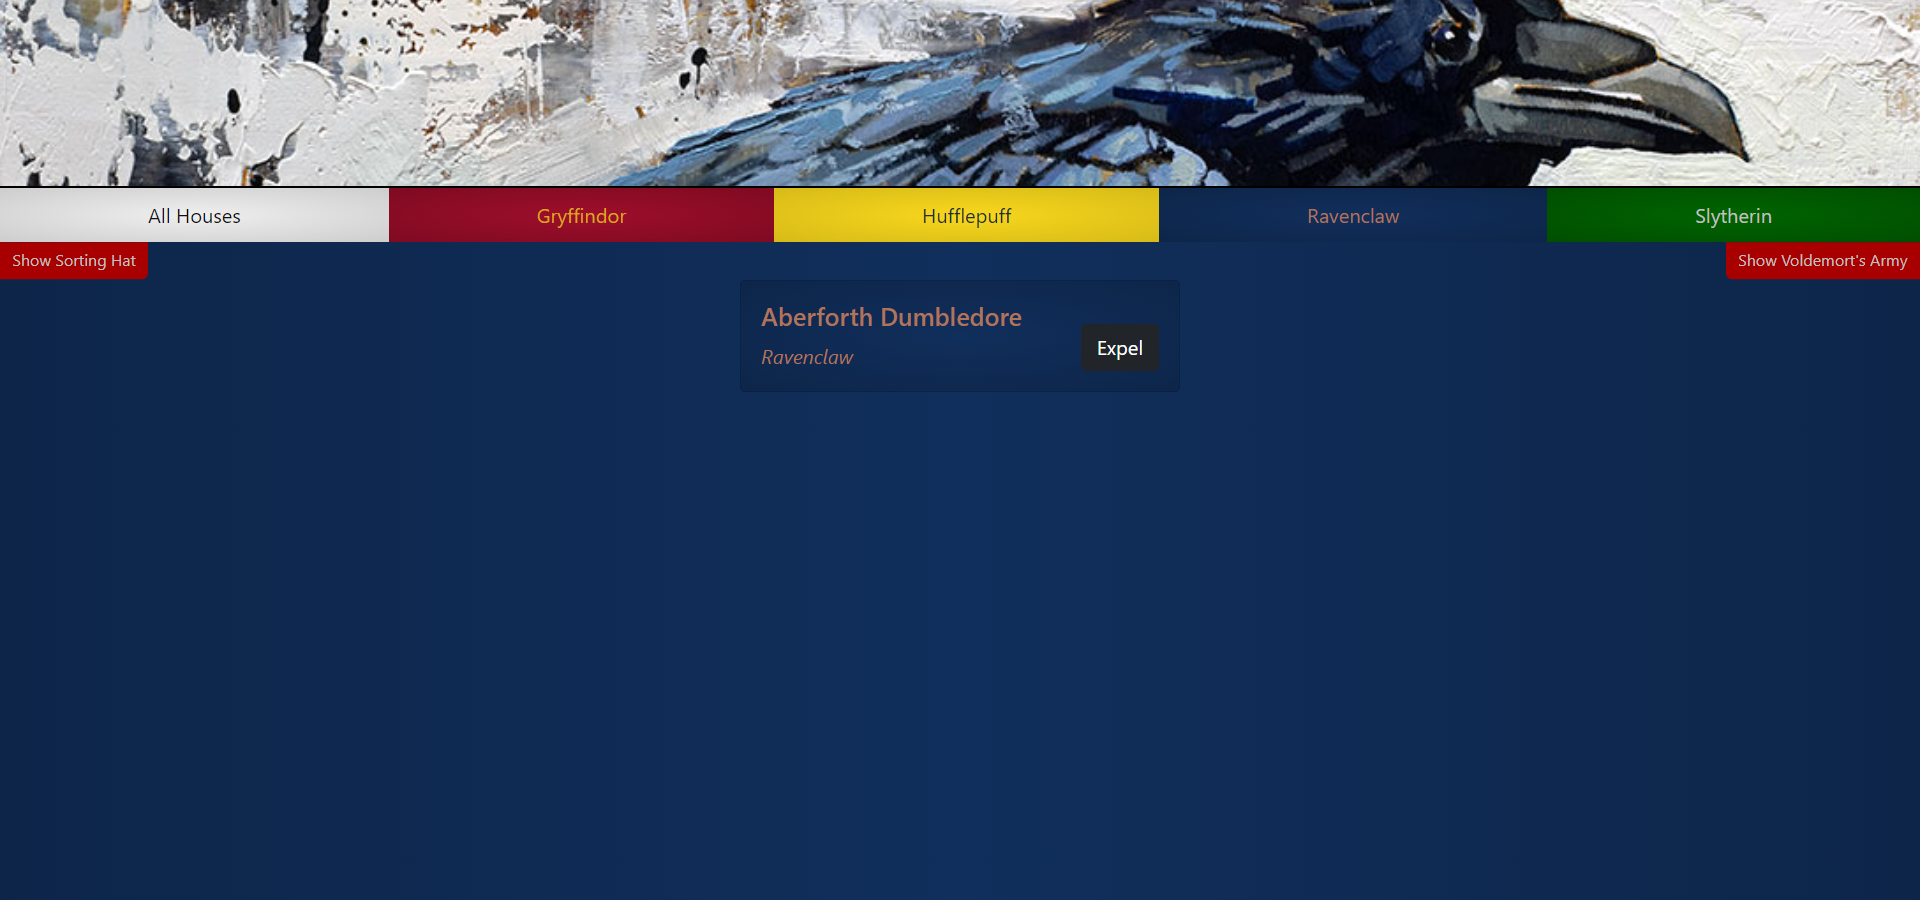 All Houses
Gryffindor
Hufflepuff
Ravenclaw
Slytherin
Show Sorting Hat
Show Voldemort's Army
Aberforth Dumbledore
Ravenclaw
Expel